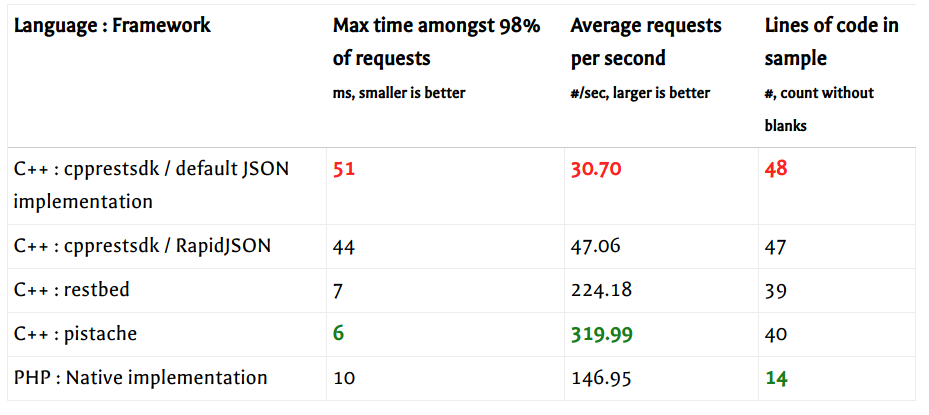 Language : Framework
Max time amongst 98%
of requests
ms, smaller is better
Average requests
per second
#/sec, larger is better
Lines of code in
sample
#, count without
blanks
C++ : cpprestsdk / default JSON
implementation
51
30.70
48
C++ : cpprestsdk / RapidJSON
44
47.06
47
C++ : restbed
7
224.18
39
C++ : pistache
6
319.99
40
PHP : Native implementation
10
146.95
14